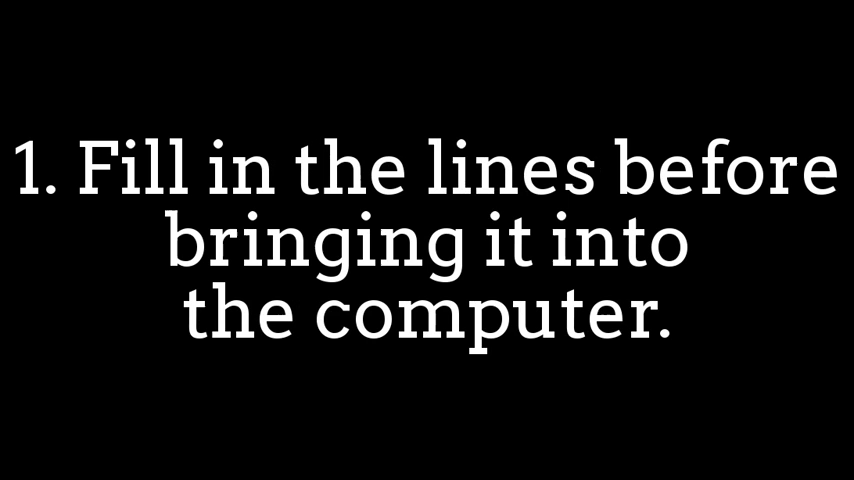 1. Fill in the lines before
bringing it into
the computer.